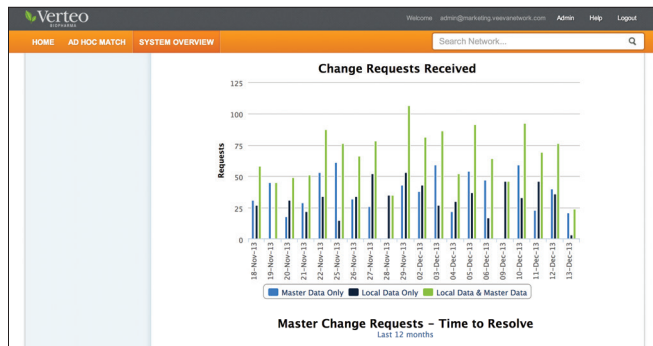 Verteo
BIOPHARMA
Welcome admin@marketing.veevanetwork.com Admin Help Logout
HOME AD HOC MATCH SYSTEM OVERVIEW
Search Network...
Change Requests Received
Requests
125
100
75
50
25
0
18-Nov-13
19-Nov-13
20-Nov-13
21-Nov-13
22-Nov-13
25-Nov-13
26-Nov-13
27-Nov-13
28-Nov-13
29-Nov-13
02-Dec-13
03-Dec-13
04-Dec-13
05-Dec-13
06-Dec-13
09-Dec-13
10-Dec-13
11-Dec-13
12-Dec-13
13-Dec-13
Master Data Only Local Data Only Local Data & Master Data
Master Change Requests – Time to Resolve
Last 12 months